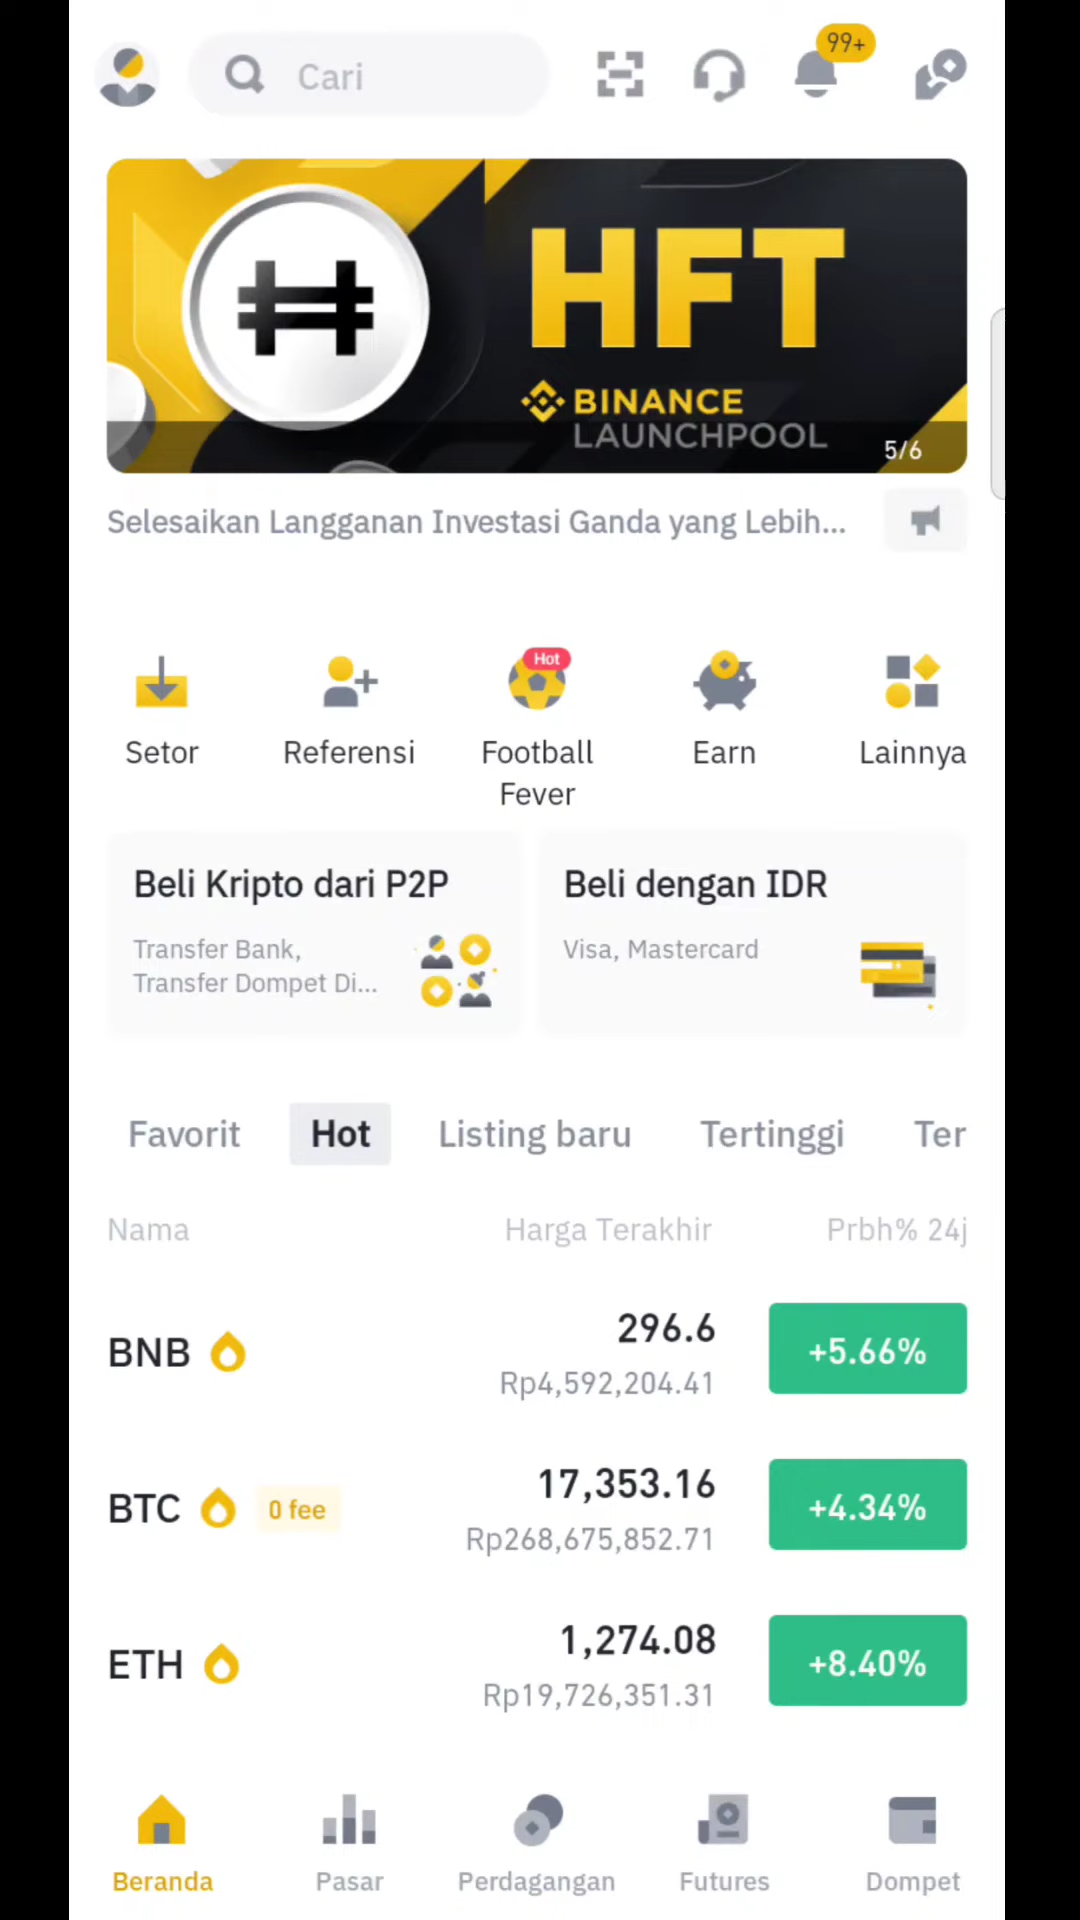 Cari
99+
HFT
BINANCE
LAUNCHPOOL
5/6
Selesaikan Langganan Investasi Ganda yang Lebih...
Hot
Setor
Referensi
Football
Fever
Earn
Lainnya
Beli Kripto dari P2P
Transfer Bank,
Transfer Dompet Di...
Beli dengan IDR
Visa, Mastercard
Favorit
Hot
Listing baru
Tertinggi
Ter
Nama
Harga Terakhir
Prbh% 24j
BNB
296.6
Rp4,592,204.41
+5.66%
BTC
0 fee
17,353.16
Rp268,675,852.71
+4.34%
ETH
1,274.08
Rp19,726,351.31
+8.40%
Beranda
Pasar
Perdagangan
Futures
Dompet